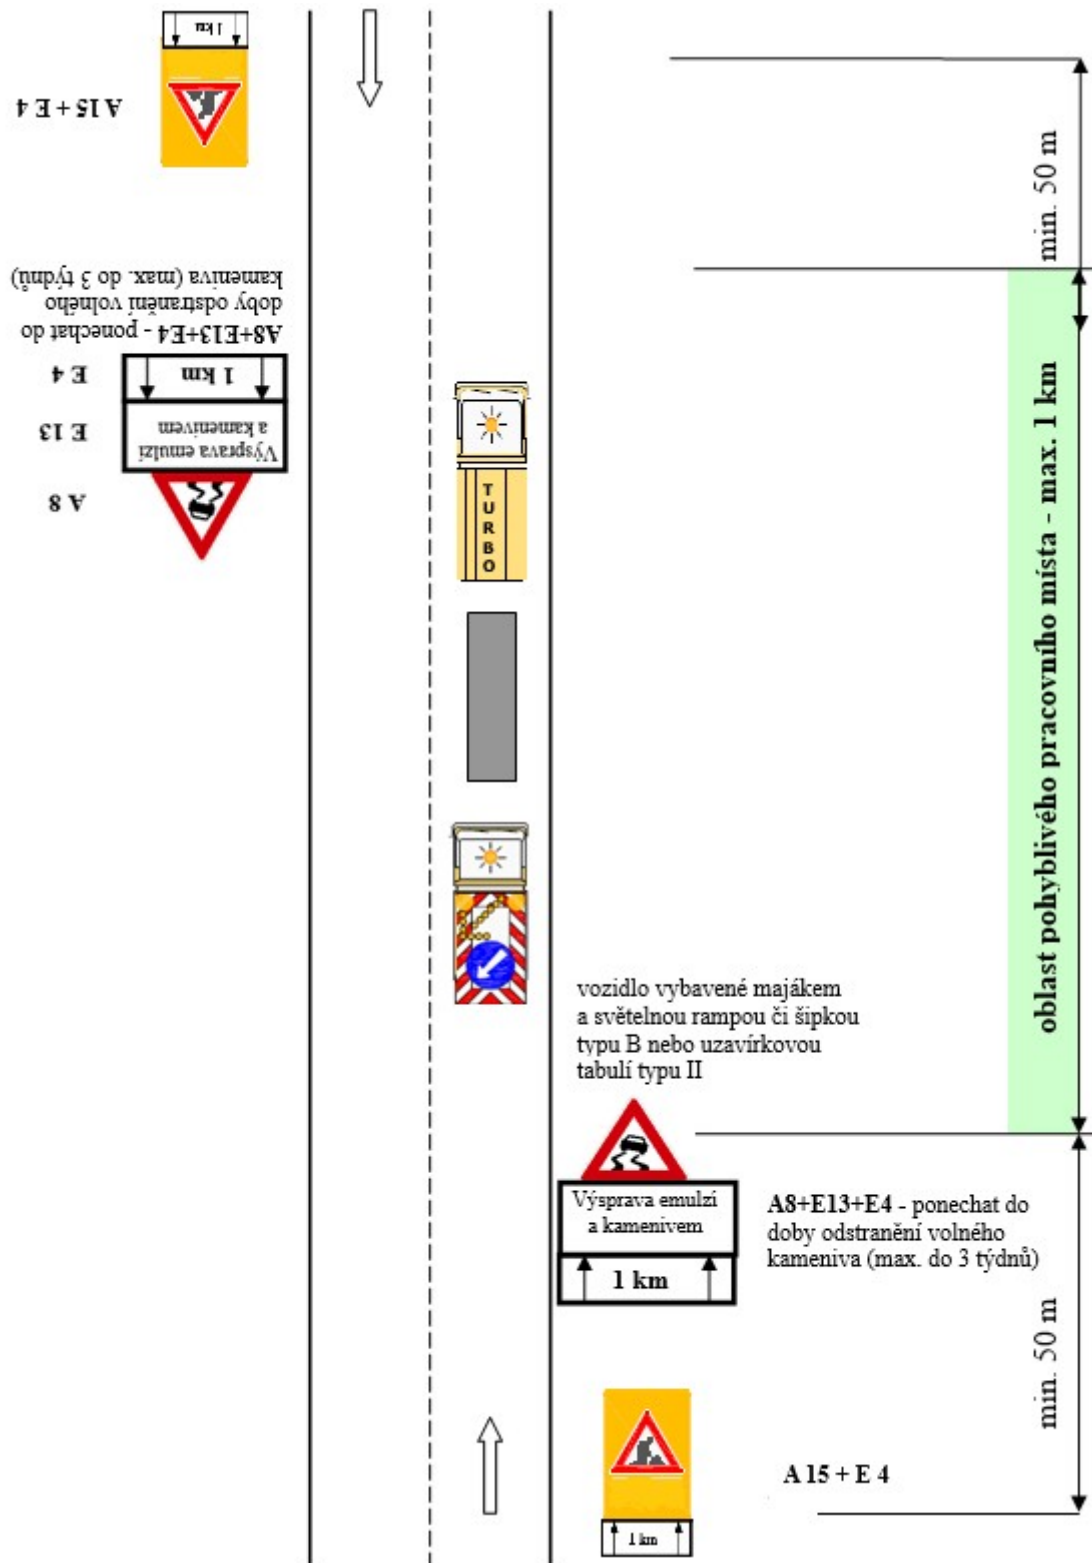 1 km
A 15 + E 4
min. 50 m
A8+E13+E4 - ponechat do
doby odstranění volného
kameniva (max. do 3 týdnů)
E 4
1 km
E 13
Výsprava emulzí
a kamenivem
A 8
TURBO
oblast pohyblivého pracovního místa - max. 1 km
vozidlo vybavené majákem
a světelnou rampou či šipkou
typu B nebo uzavírkovou
tabulí typu II
Výsprava emulzí
a kamenivem
1 km
A8+E13+E4 - ponechat do
doby odstranění volného
kameniva (max. do 3 týdnů)
min. 50 m
A 15 + E 4
1 km